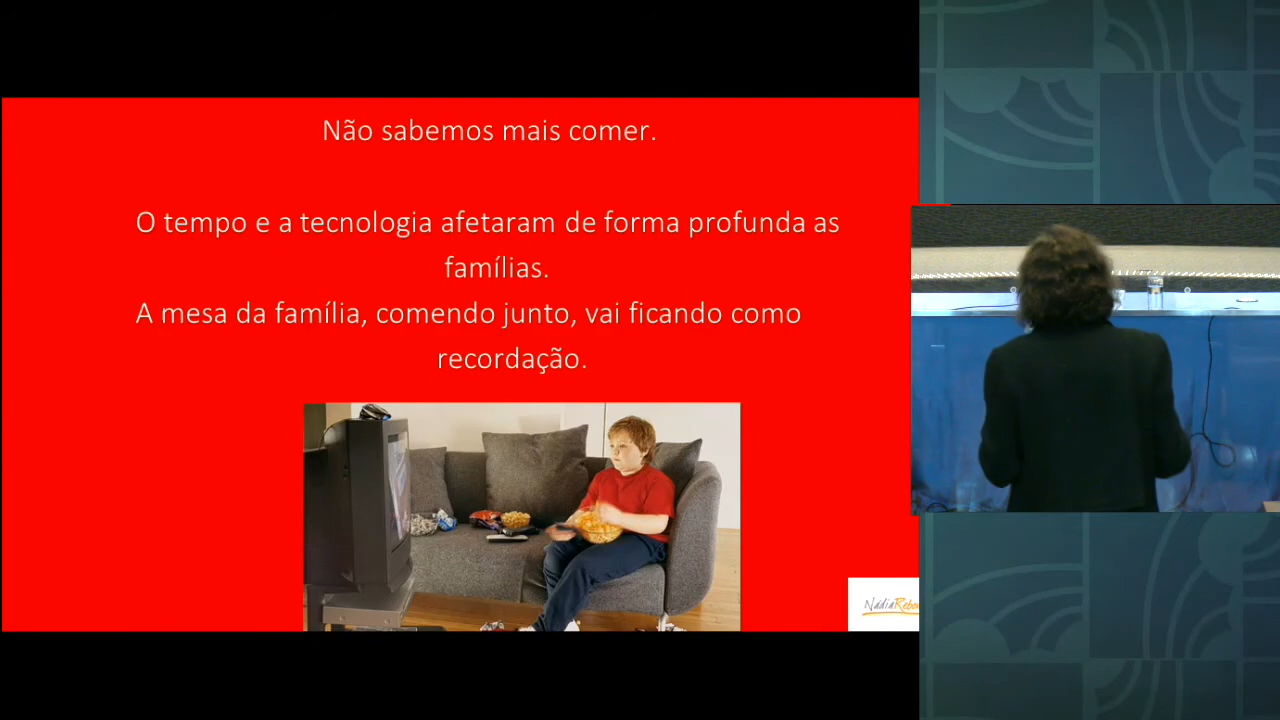 Não sabemos mais comer.
O tempo e a tecnologia afetaram de forma profunda as
famílias.
A mesa da família, comendo junto, vai ficando como
recordação.
Nádia